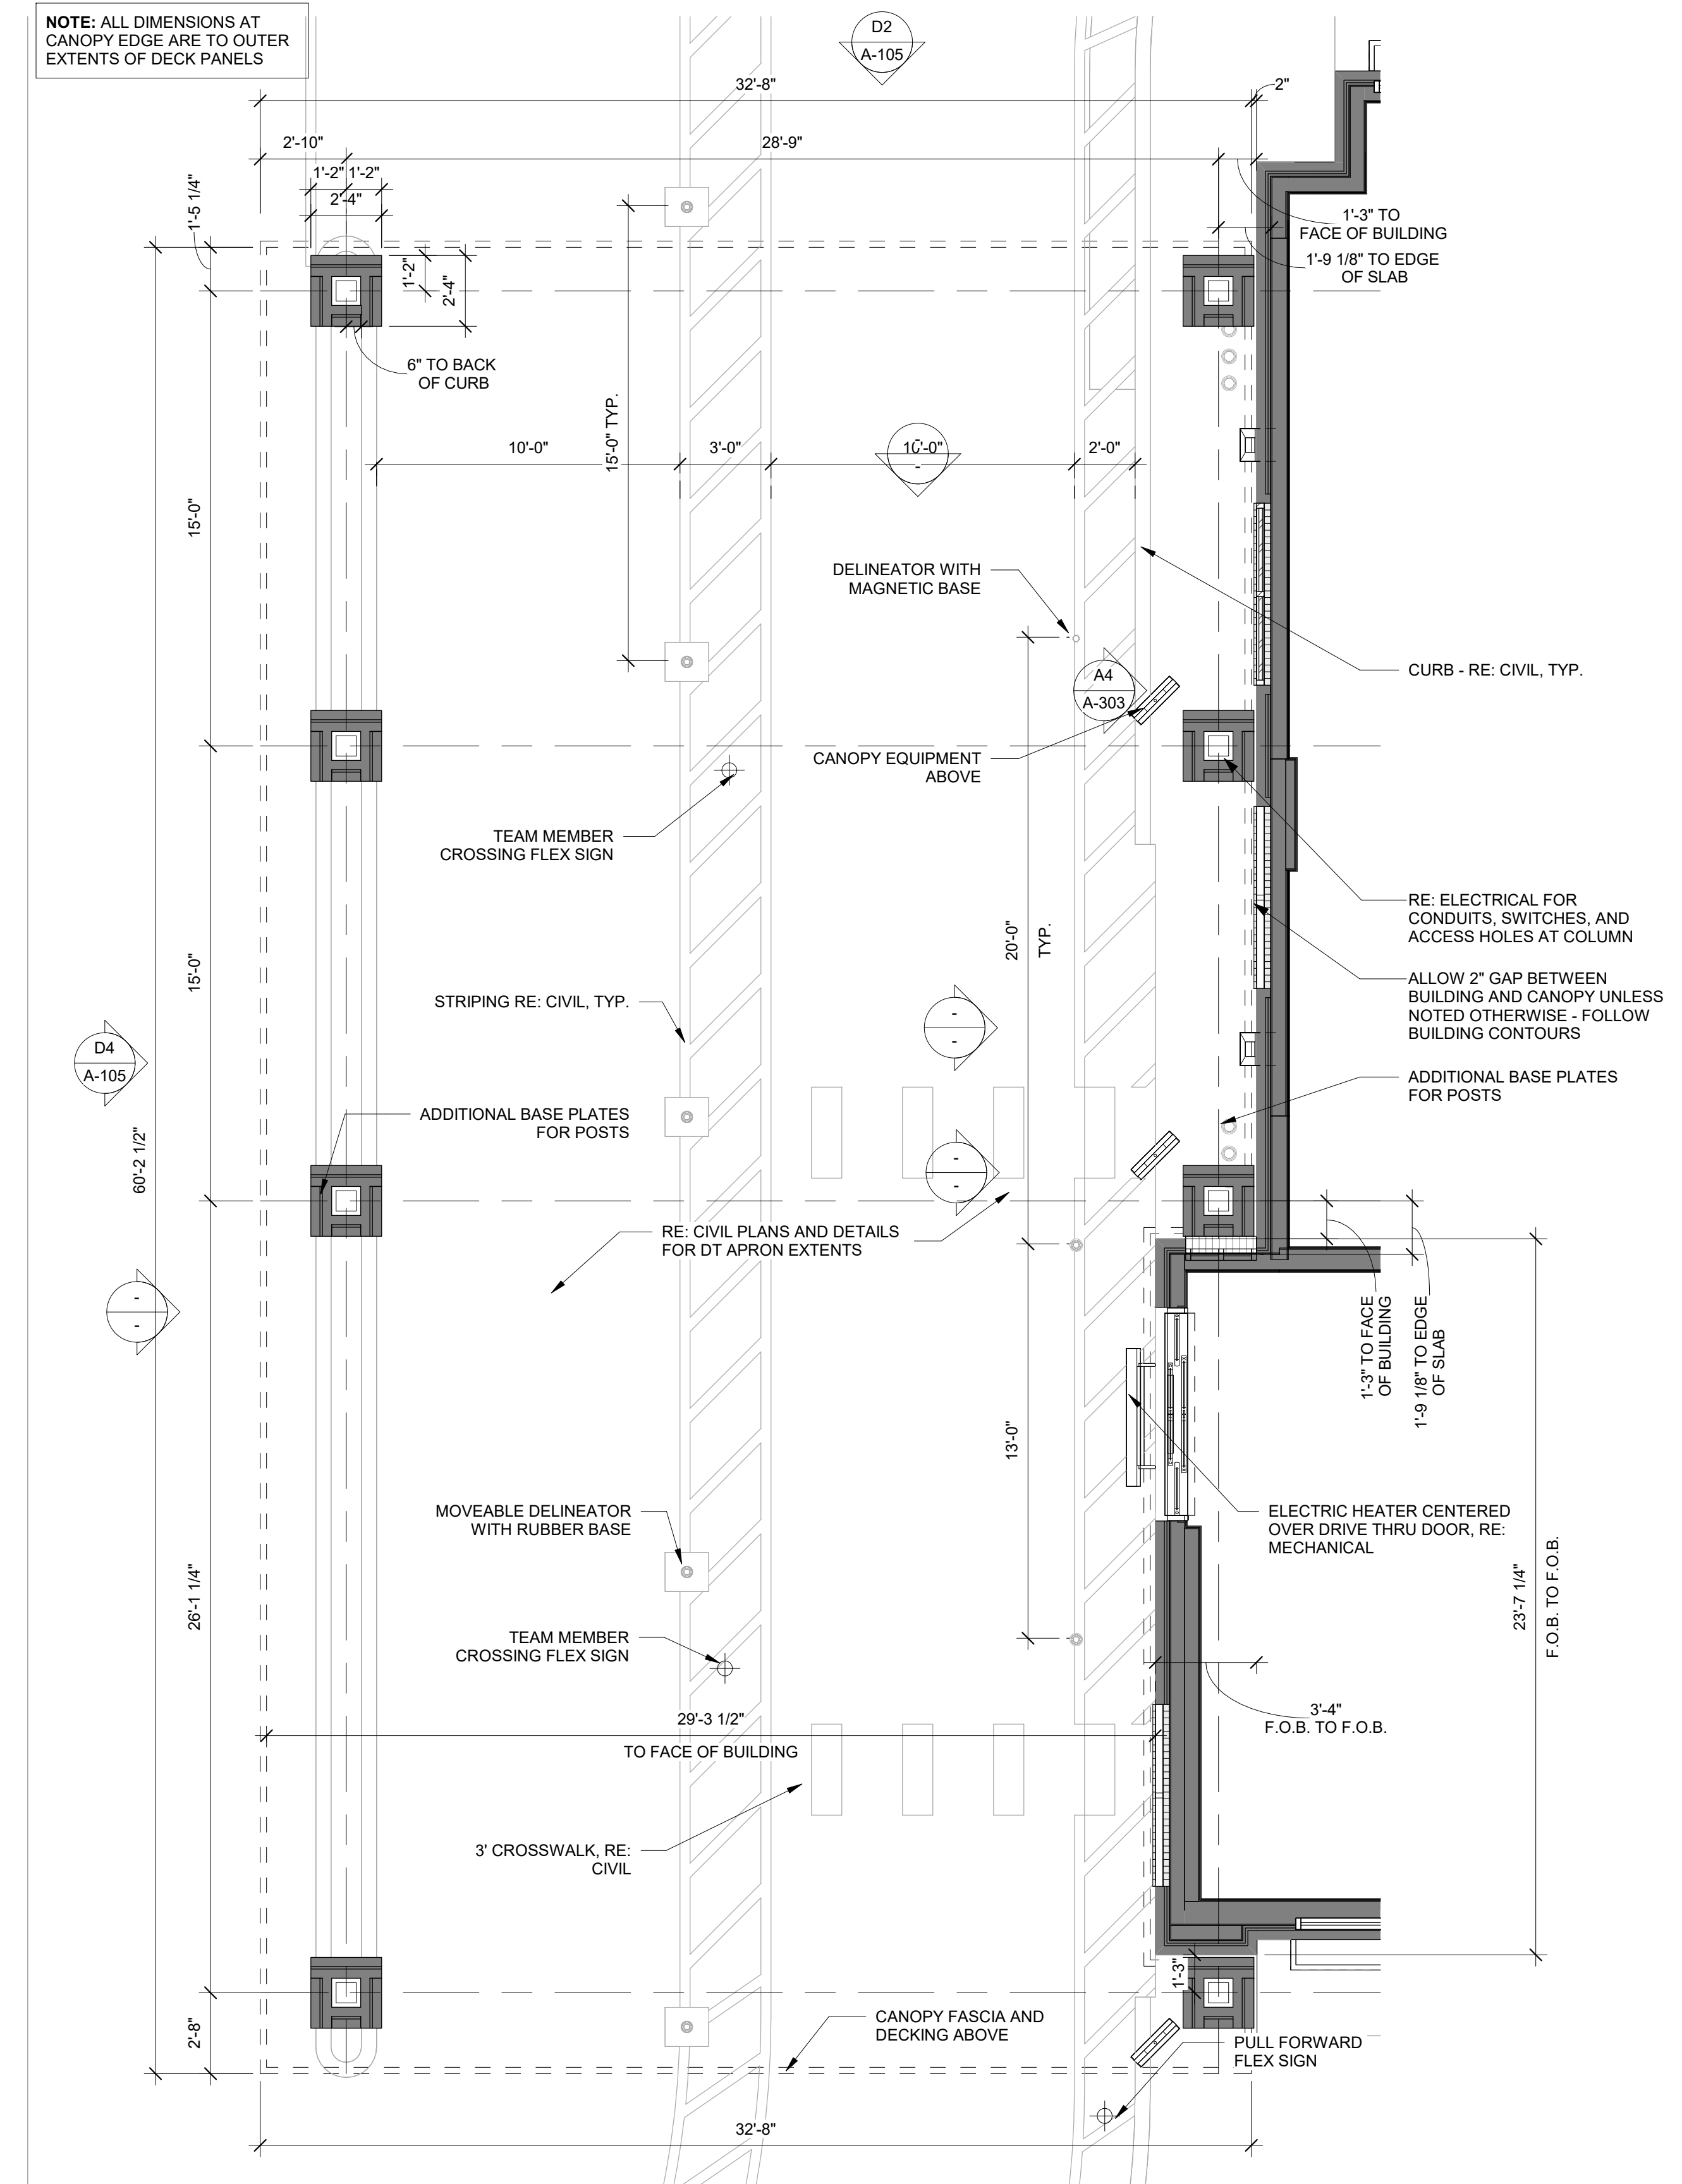 NOTE: ALL DIMENSIONS AT
CANOPY EDGE ARE TO OUTER
EXTENTS OF DECK PANELS
D2
A-105
32'-8"
2"
2'-10"
28'-9"
1'-2"
1'-2"
2'-4"
1'-5 1/4"
1'-3" TO
FACE OF BUILDING
1'-9 1/8" TO EDGE
OF SLAB
1'-2"
2'-4"
6" TO BACK
OF CURB
15'-0" TYP.
10'-0"
3'-0"
10'-0"
-
-
2'-0"
15'-0"
DELINEATOR WITH
MAGNETIC BASE
A4
A-303
CURB - RE: CIVIL, TYP.
CANOPY EQUIPMENT
ABOVE
TEAM MEMBER
CROSSING FLEX SIGN
RE: ELECTRICAL FOR
CONDUITS, SWITCHES, AND
ACCESS HOLES AT COLUMN
20'-0"
TYP.
15'-0"
STRIPING RE: CIVIL, TYP.
ALLOW 2" GAP BETWEEN
BUILDING AND CANOPY UNLESS
NOTED OTHERWISE - FOLLOW
BUILDING CONTOURS
-
-
D4
A-105
ADDITIONAL BASE PLATES
FOR POSTS
ADDITIONAL BASE PLATES
FOR POSTS
60'-2 1/2"
-
-
RE: CIVIL PLANS AND DETAILS
FOR DT APRON EXTENTS
-
-
1'-3" TO FACE
OF BUILDING
1'-9 1/8" TO EDGE
OF SLAB
13'-0"
MOVEABLE DELINEATOR
WITH RUBBER BASE
ELECTRIC HEATER CENTERED
OVER DRIVE THRU DOOR, RE:
MECHANICAL
26'-1 1/4"
23'-7 1/4"
F.O.B. TO F.O.B.
TEAM MEMBER
CROSSING FLEX SIGN
29'-3 1/2"
TO FACE OF BUILDING
3'-4"
F.O.B. TO F.O.B.
3' CROSSWALK, RE:
CIVIL
1'-3"
2'-8"
CANOPY FASCIA AND
DECKING ABOVE
PULL FORWARD
FLEX SIGN
32'-8"